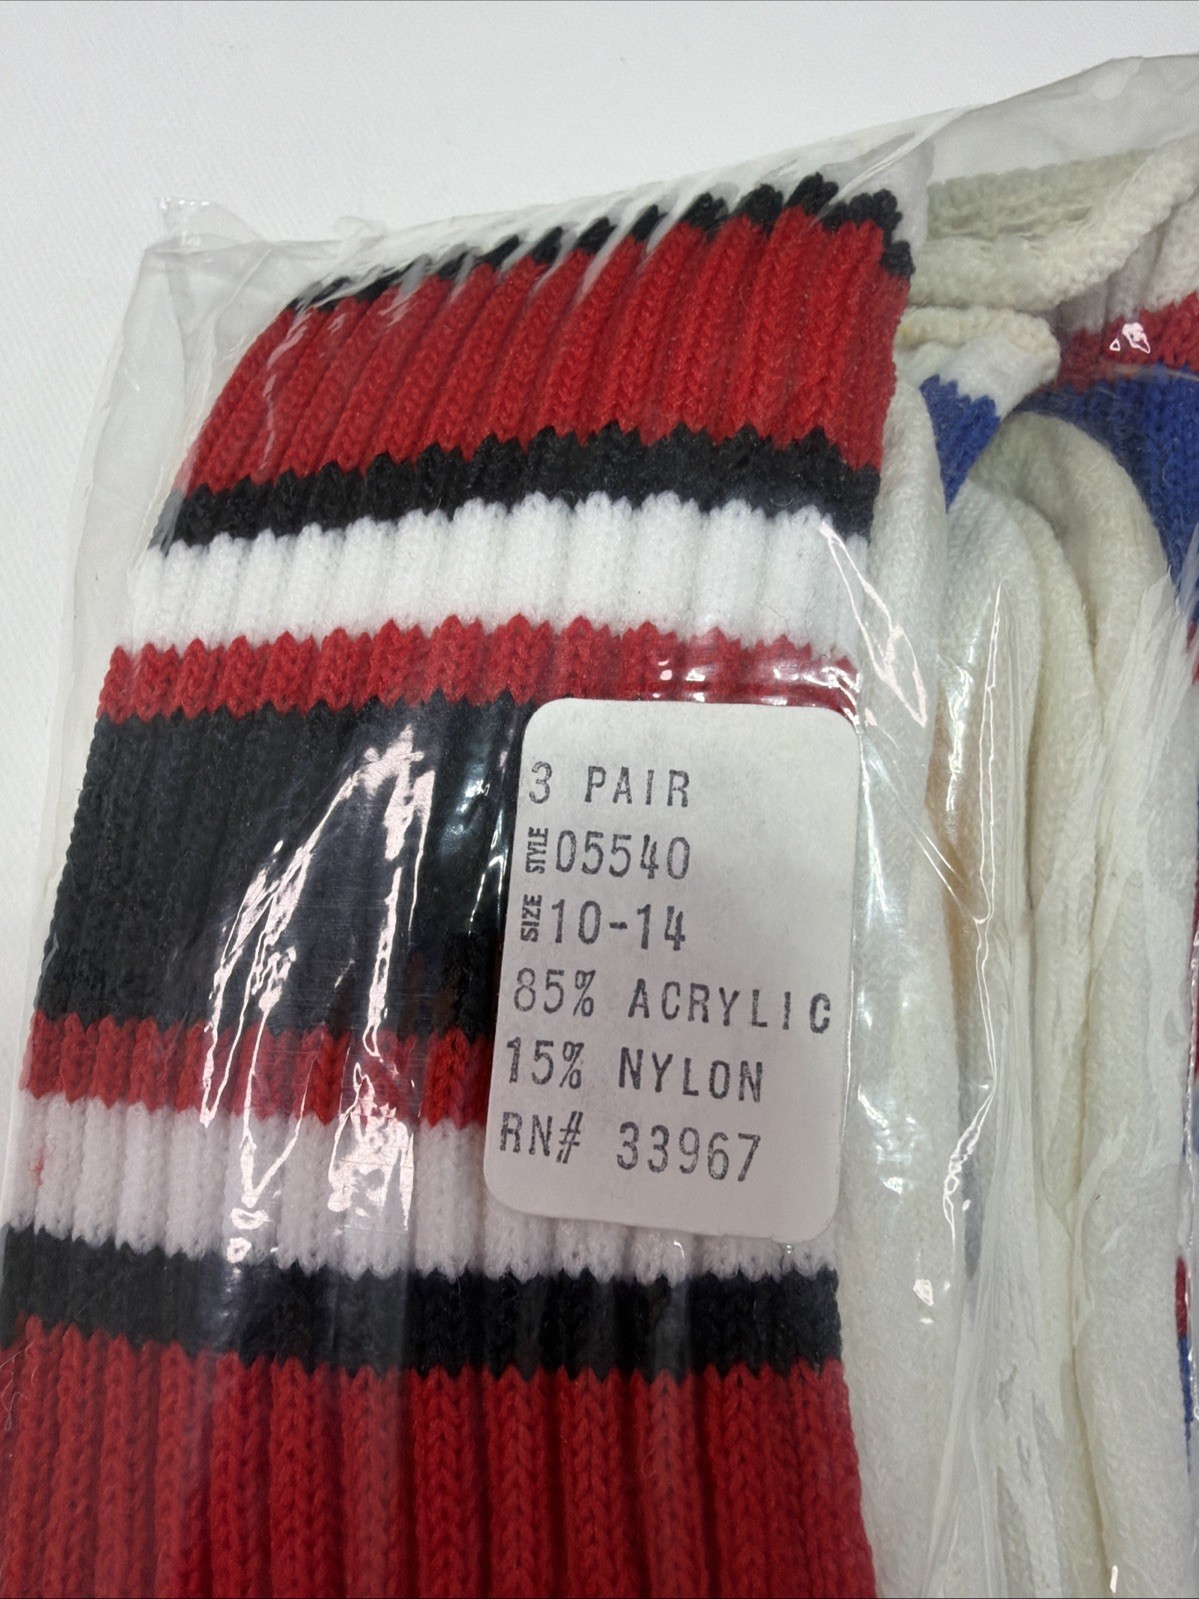 3 PAIR
STYLE 05540
SIZE 10-14
85% ACRYLIC
15% NYLON
RN# 33967